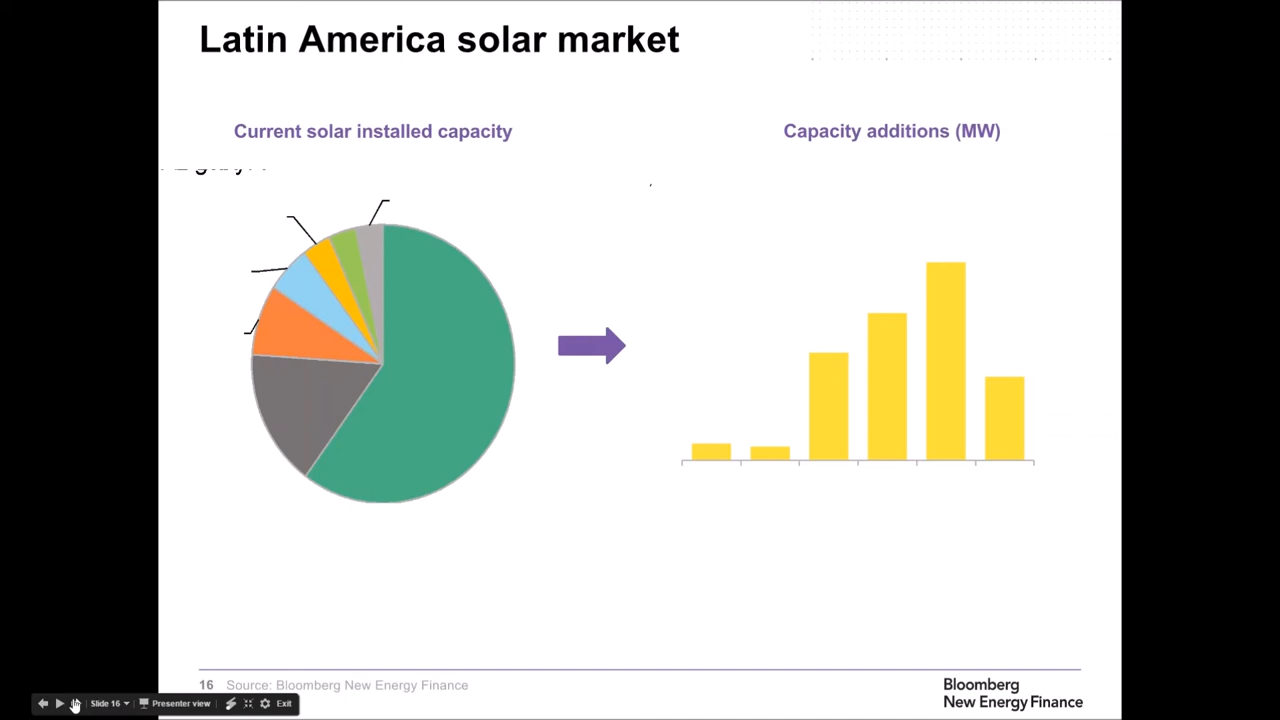 Latin America solar market
Current solar installed capacity
Capacity additions (MW)
16 Source: Bloomberg New Energy Finance
Bloomberg
New Energy Finance
Slide 16
Presenter view
Exit